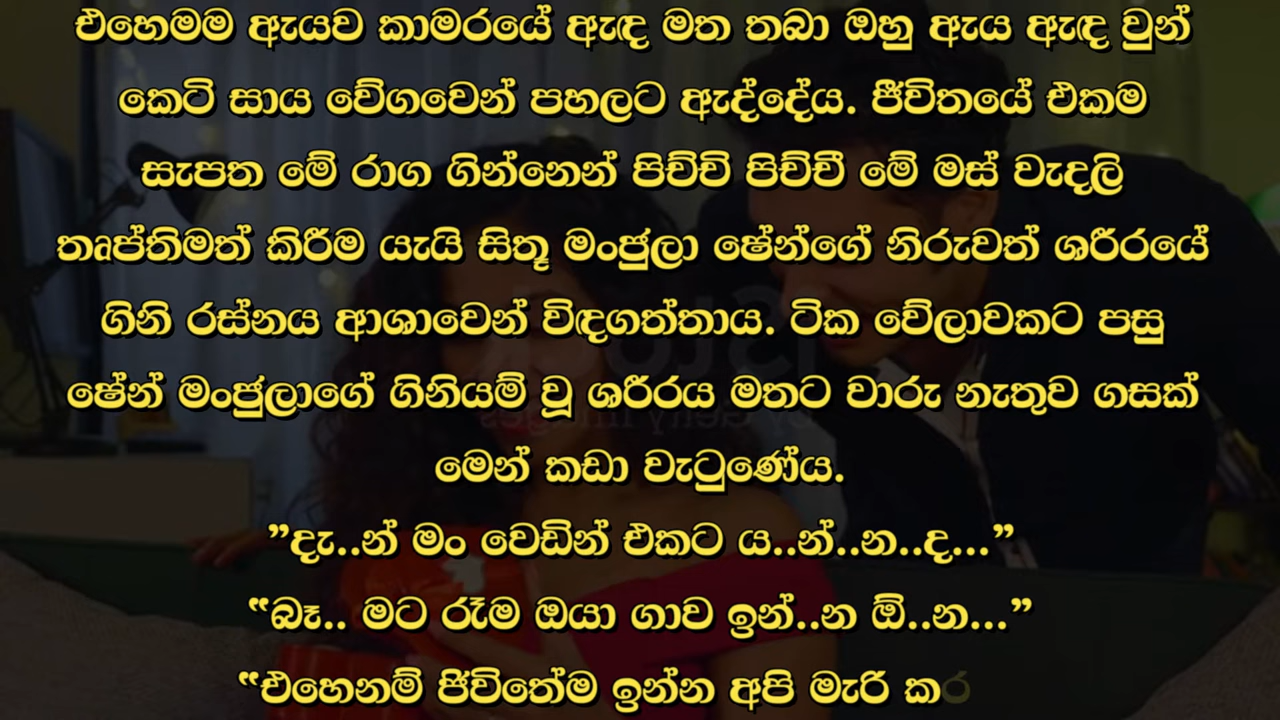 එහෙමම ඇයව කාමරයේ ඇඳ මත තබා ඔහු ඇය ඇඳ වුන්
කෙටි සාය වේගවෙන් පහලට ඇද්දේය. ජීවිතයේ එකම
සැපත මේ රාග ගින්නෙන් පිච්චි පිච්චී මේ මස් වැදලි
තෘප්තිමත් කිරීම යැයි සිතූ මංජුලා ෂේන්ගේ නිරුවත් ශරීරයේ
ගිනි රස්නය ආශාවෙන් විඳගත්තාය. ටික වේලාවකට පසු
ෂේන් මංජුලාගේ ගිනියම් වූ ශරීරය මතට වාරු නැතුව ගසක්
මෙන් කඩා වැටුණේය.
”දැ..න් මං වෙඩින් එකට ය..න්..න..ද...”
“බෑ.. මට රෑම ඔයා ගාව ඉන්..න ඕ..න...”
“එහෙනම් ජිවිතේම ඉන්න අපි මැරි කර